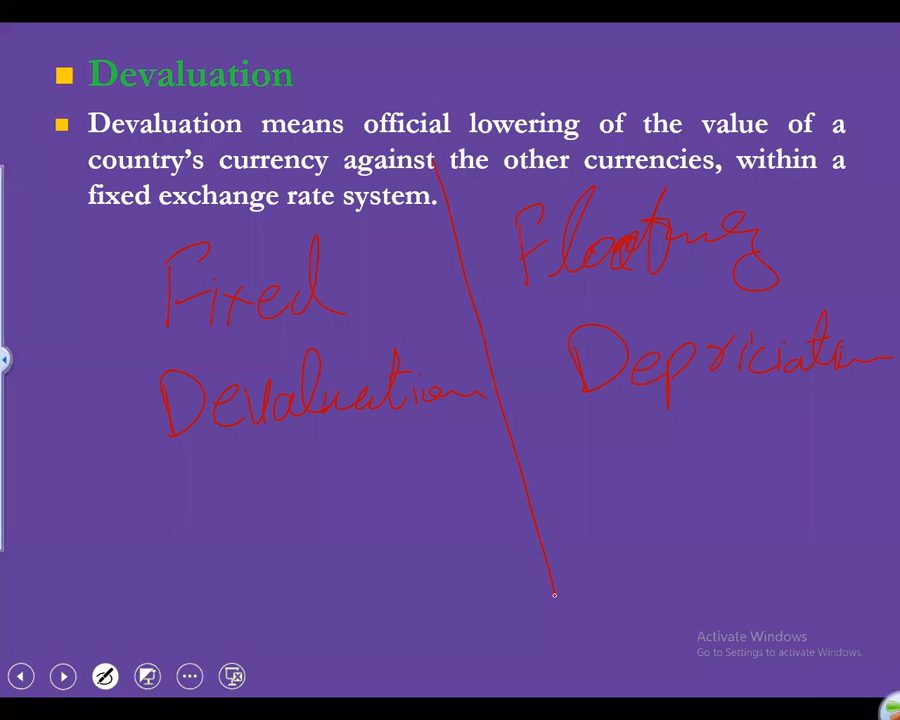 Devaluation
Devaluation means official lowering of the value of a
country's currency against the other currencies, within a
fixed exchange rate system.
Fixed
Devaluation
Floating
Depriciation
Activate Windows
Go to Settings to activate Windows.